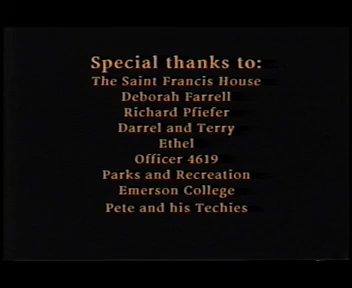 Special thanks to:
The Saint Francis House
Deborah Farrell
Richard Pfiefer
Darrel and Terry
Ethel
Officer 4619
Parks and Recreation
Emerson College
Pete and his Techies